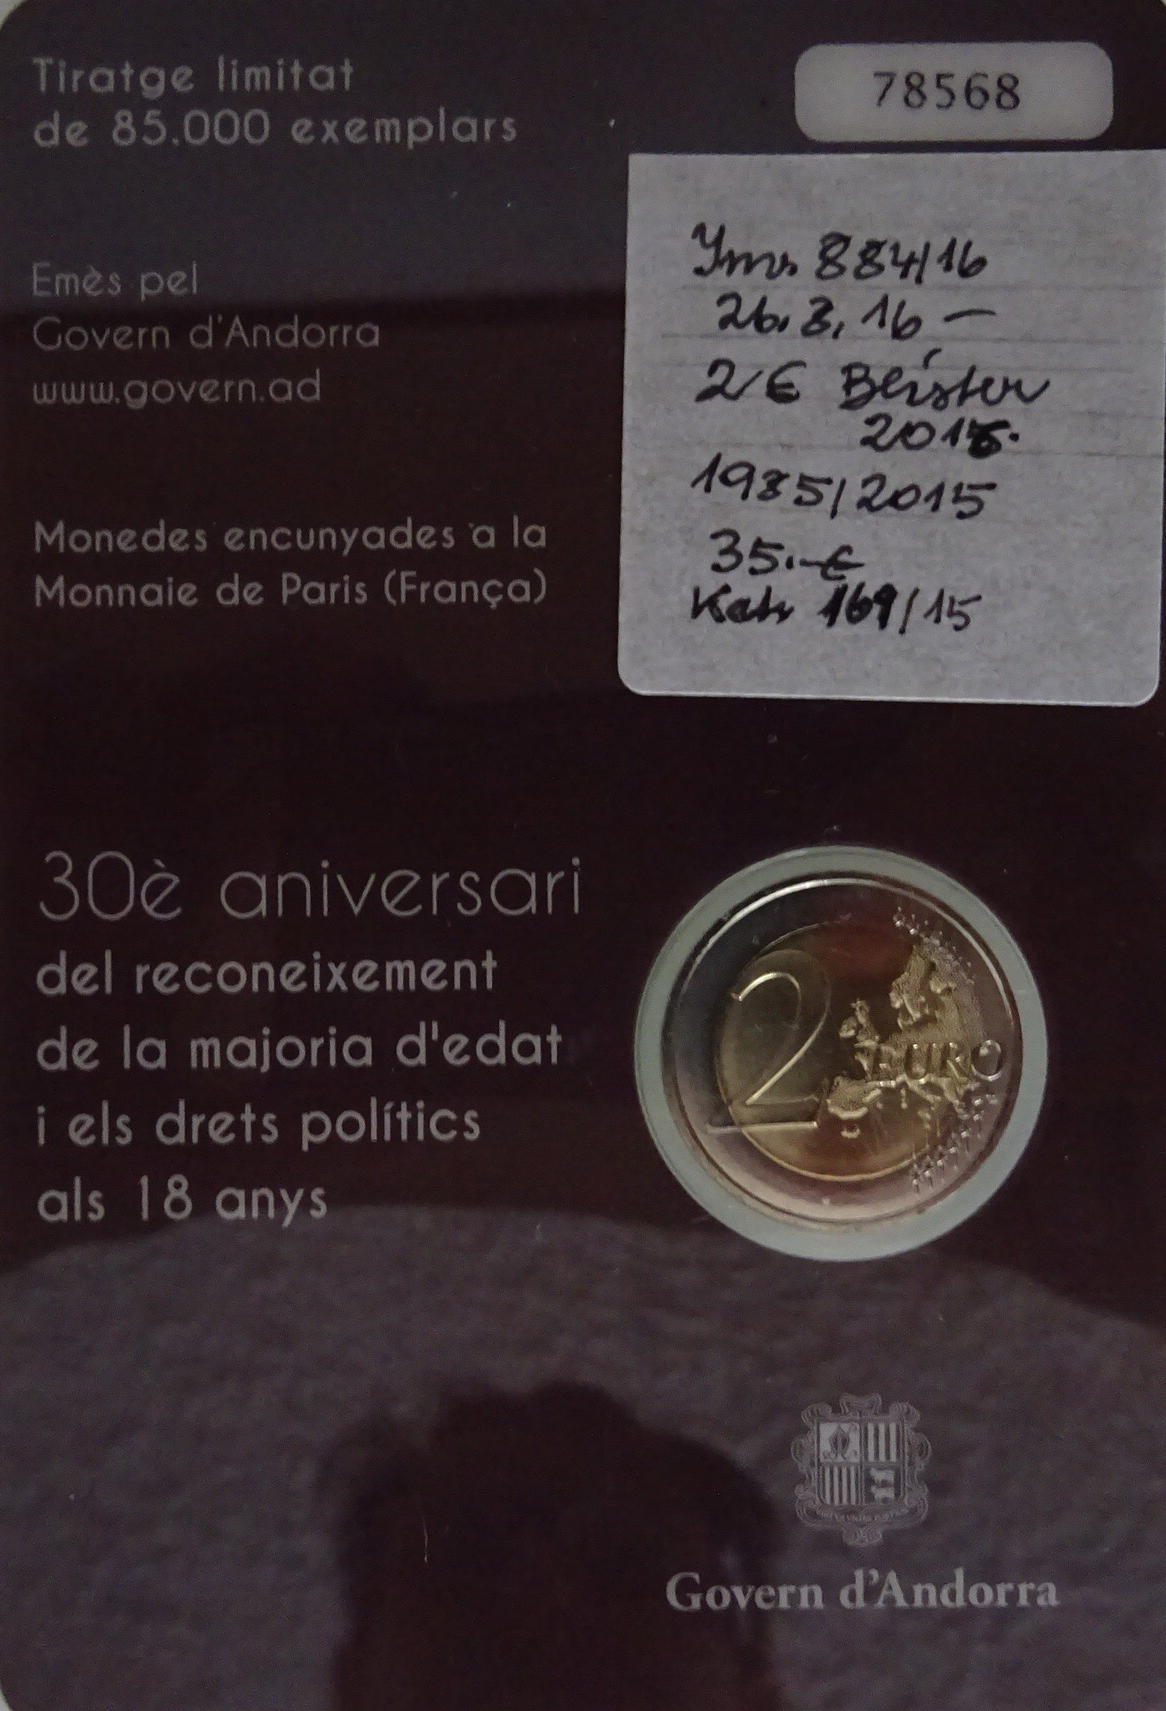 Tiratge limitat
de 85.000 exemplars
78568
Emès pel
Govern d'Andorra
www.govern.ad
Monedes encunyades a la
Monnaie de Paris (França)
884/16
26.3.16 —
2 € Blister
2015.
1985/2015
35.-€
Kat. 169/15
30è aniversari
del reconeixement
de la majoria d'edat
i els drets polítics
als 18 anys
2 EURO
Govern d'Andorra